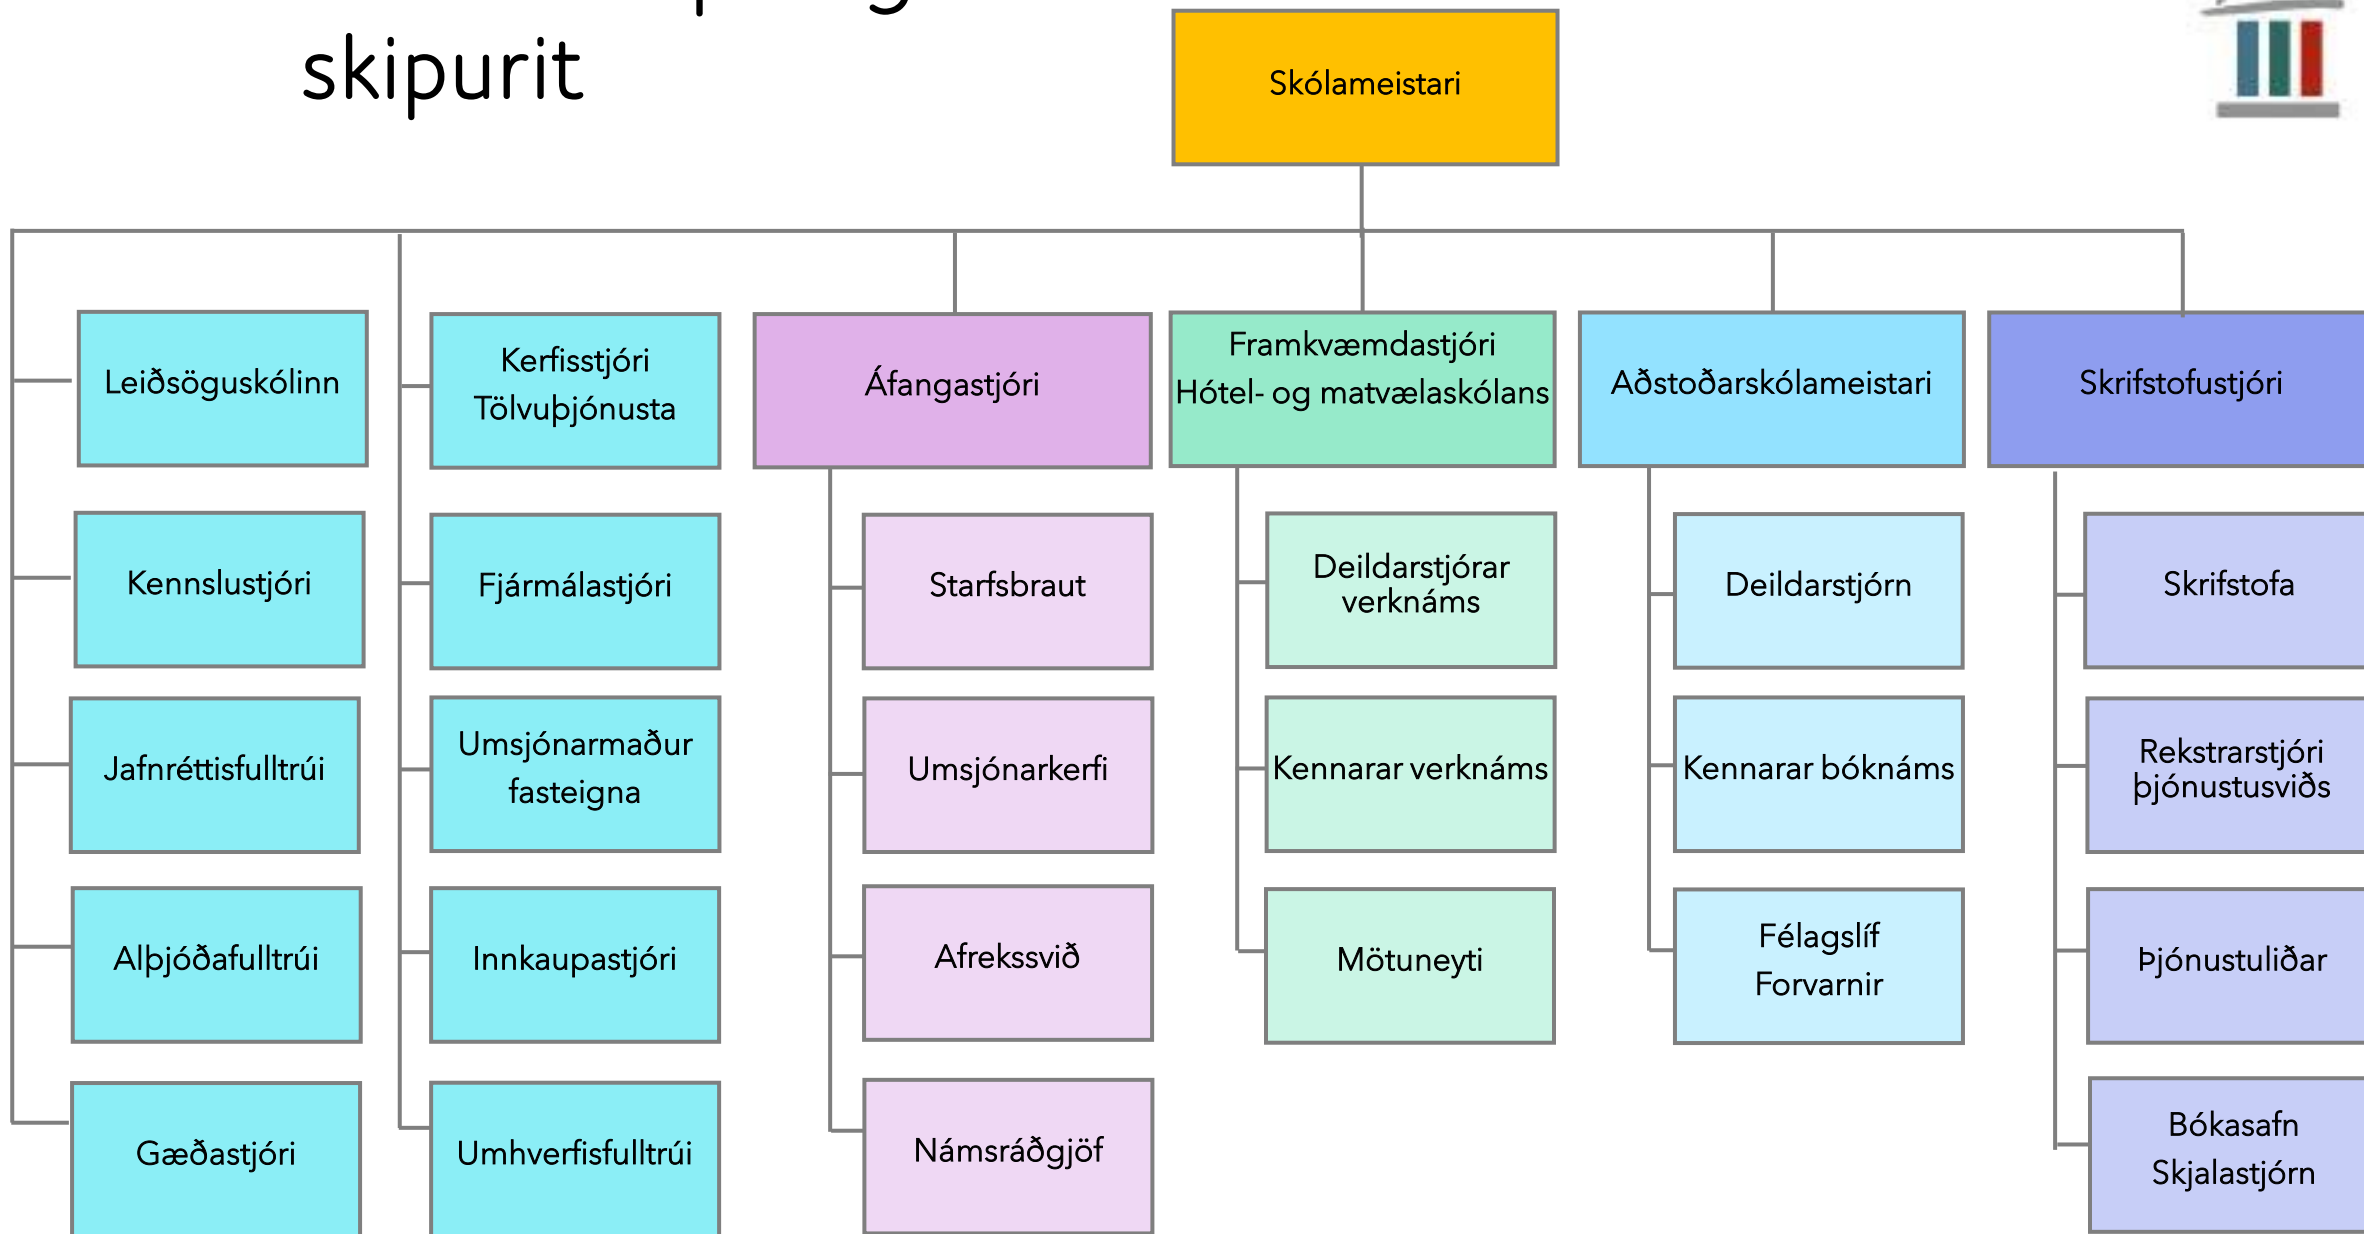 skipurit
Skólameistari
Leiðsöguskólinn
Kennslustjóri
Jafnréttisfulltrúi
Alþjóðafulltrúi
Gæðastjóri
Kerfisstjóri
Tölvuþjónusta
Fjármálastjóri
Umsjónarmaður
fasteigna
Innkaupastjóri
Umhverfisfulltrúi
Áfangastjóri
Starfsbraut
Umsjónarkerfi
Afrekssvið
Námsráðgjöf
Framkvæmdastjóri
Hótel- og matvælaskólans
Deildarstjórar
verknáms
Kennarar verknáms
Mötuneyti
Aðstoðarskólameistari
Deildarstjórn
Kennarar bóknáms
Félagslíf
Forvarnir
Skrifstofustjóri
Skrifstofa
Rekstrarstjóri
þjónustusviðs
Þjónustuliðar
Bókasafn
Skjalastjórn